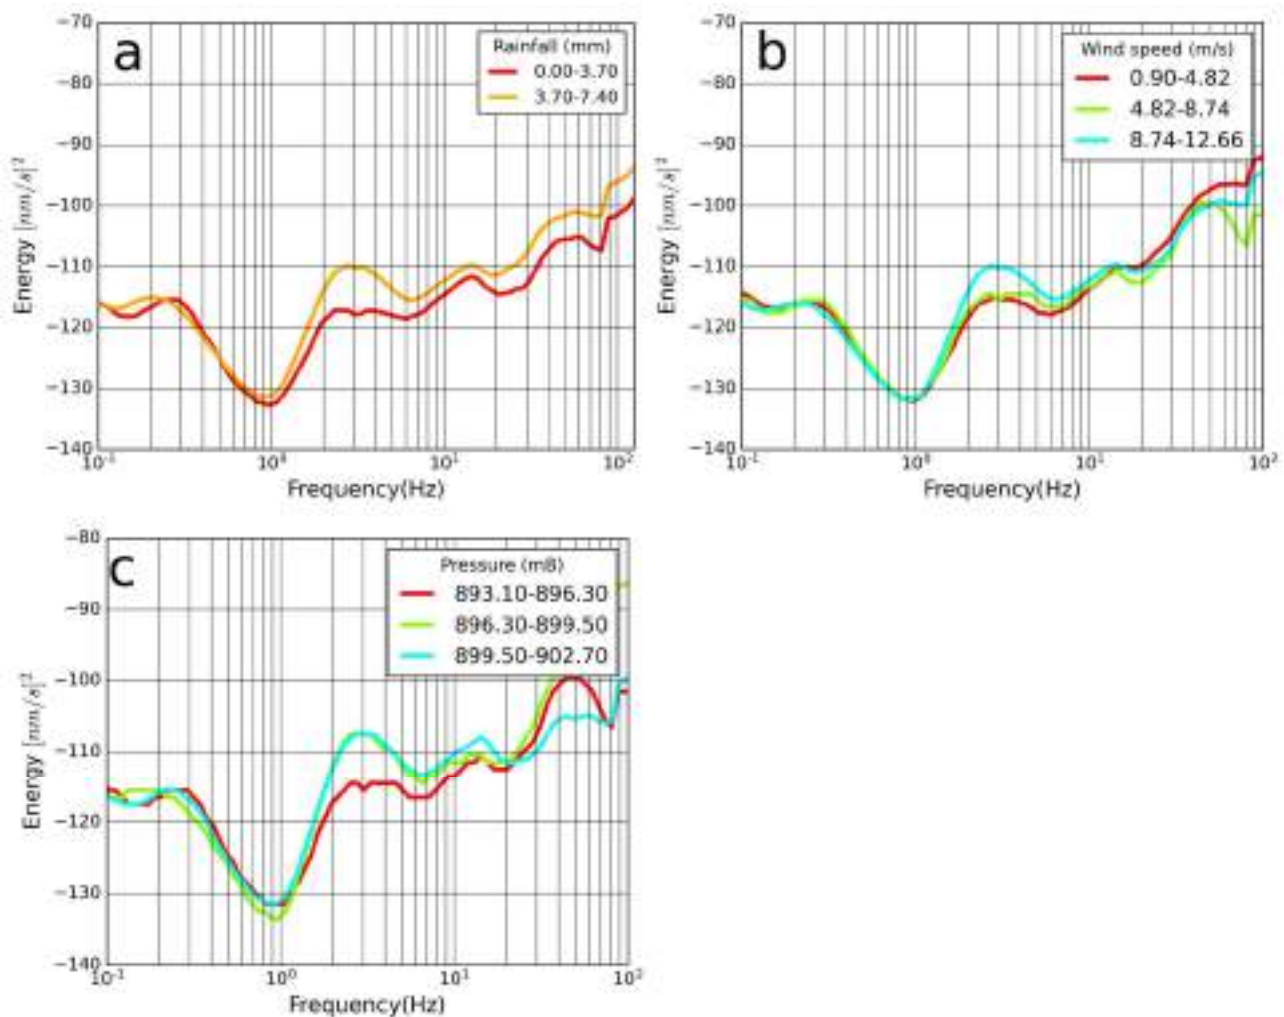 a
Rainfall (mm)
0.00-3.70
3.70-7.40
−70
−80
−90
−100
−110
−120
−130
−140
Energy [nm/s]²
10⁻¹ 10⁰ 10¹ 10²
Frequency(Hz)
b
Wind speed (m/s)
0.90-4.82
4.82-8.74
8.74-12.66
−70
−80
−90
−100
−110
−120
−130
−140
Energy [nm/s]²
10⁻¹ 10⁰ 10¹ 10²
Frequency(Hz)
c
Pressure (mB)
893.10-896.30
896.30-899.50
899.50-902.70
−80
−90
−100
−110
−120
−130
−140
Energy [nm/s]²
10⁻¹ 10⁰ 10¹ 10²
Frequency(Hz)